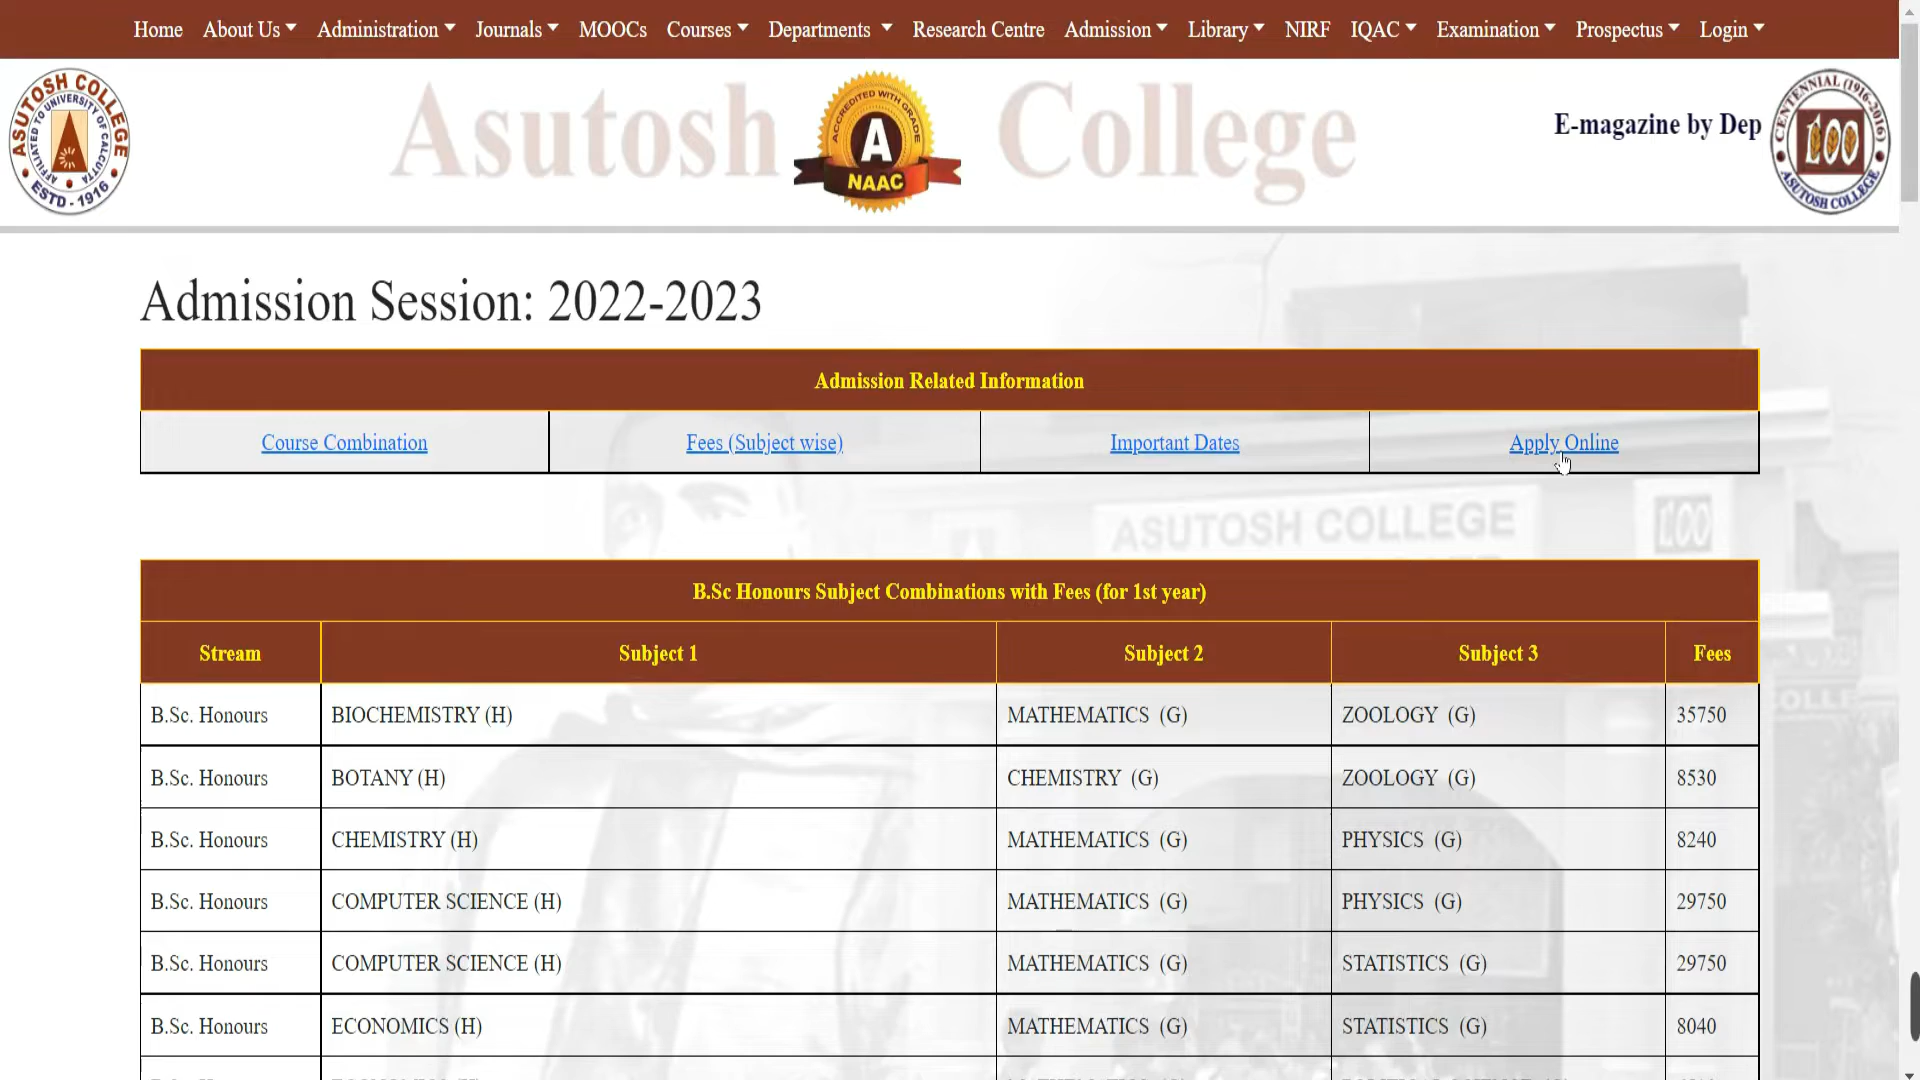 Home About Us Administration Journals MOOCs Courses Departments Research Centre Admission Library NIRF IQAC Examination Prospectus Login
ASUTOSH COLLEGE
AFFILIATED TO UNIVERSITY OF CALCUTTA
ESTD - 1916
Asutosh College
ACCREDITED WITH GRADE
A
NAAC
E-magazine by Dep
CENTENNIAL (1916-2016)
100
ASUTOSH COLLEGE
Admission Session: 2022-2023
Admission Related Information
Course Combination Fees (Subject wise) Important Dates Apply Online
ASUTOSH COLLEGE
100
B.Sc Honours Subject Combinations with Fees (for 1st year)
Stream Subject 1 Subject 2 Subject 3 Fees
B.Sc. Honours BIOCHEMISTRY (H) MATHEMATICS (G) ZOOLOGY (G) 35750
B.Sc. Honours BOTANY (H) CHEMISTRY (G) ZOOLOGY (G) 8530
B.Sc. Honours CHEMISTRY (H) MATHEMATICS (G) PHYSICS (G) 8240
B.Sc. Honours COMPUTER SCIENCE (H) MATHEMATICS (G) PHYSICS (G) 29750
B.Sc. Honours COMPUTER SCIENCE (H) MATHEMATICS (G) STATISTICS (G) 29750
B.Sc. Honours ECONOMICS (H) MATHEMATICS (G) STATISTICS (G) 8040